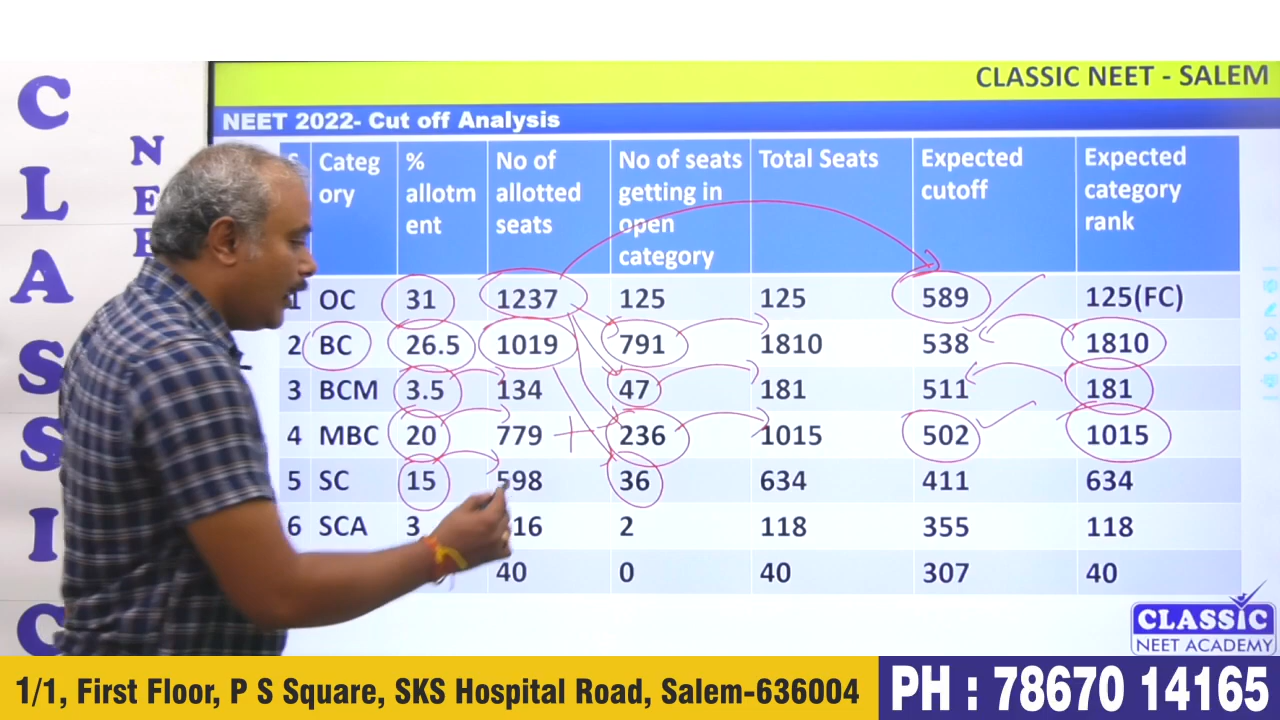 CLASSIC NEET - SALEM
CLASSIC
NEE
NEET 2022- Cut off Analysis
Categ ory
% allotm ent
No of allotted seats
No of seats getting in open category
Total Seats
Expected cutoff
Expected category rank
1 OC 31 1237 125 125 589 125(FC)
2 BC 26.5 1019 791 1810 538 1810
3 BCM 3.5 134 47 181 511 181
4 MBC 20 779 + 236 1015 502 1015
5 SC 15 598 36 634 411 634
6 SCA 3 16 2 118 355 118
40 0 40 307 40
CLASSIC
NEET ACADEMY
1/1, First Floor, P S Square, SKS Hospital Road, Salem-636004
PH : 78670 14165